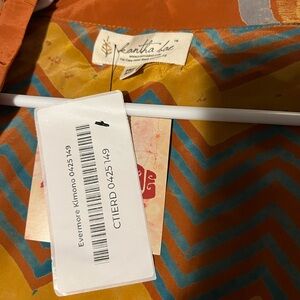 kantha bae
Evermore Kimono 0425 149
CTIERD 0425 149